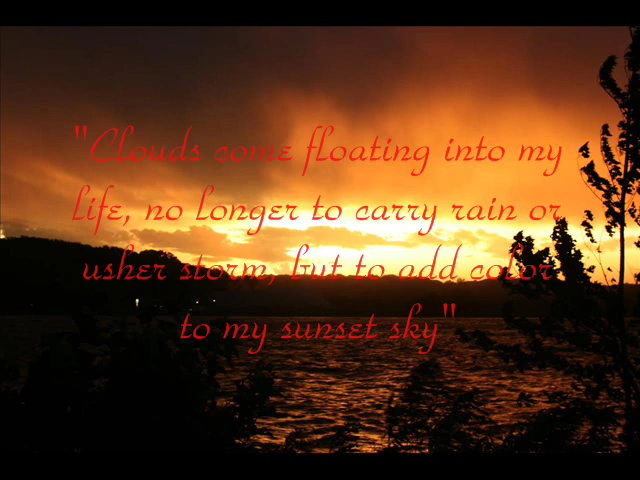 "Clouds come floating into my
life, no longer to carry rain or
usher storm, but to add color
to my sunset sky"